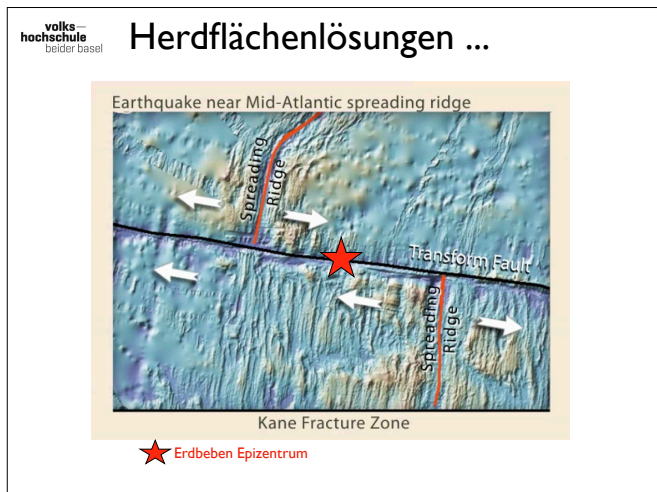 volks—
hochschule
beider basel
Herdflächenlösungen ...
Earthquake near Mid-Atlantic spreading ridge
Spreading
Ridge
Transform Fault
Spreading
Ridge
Kane Fracture Zone
Erdbeben Epizentrum